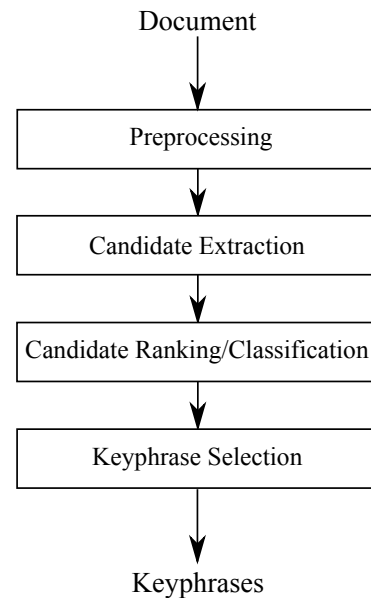 Document
Preprocessing
Candidate Extraction
Candidate Ranking/Classification
Keyphrase Selection
Keyphrases